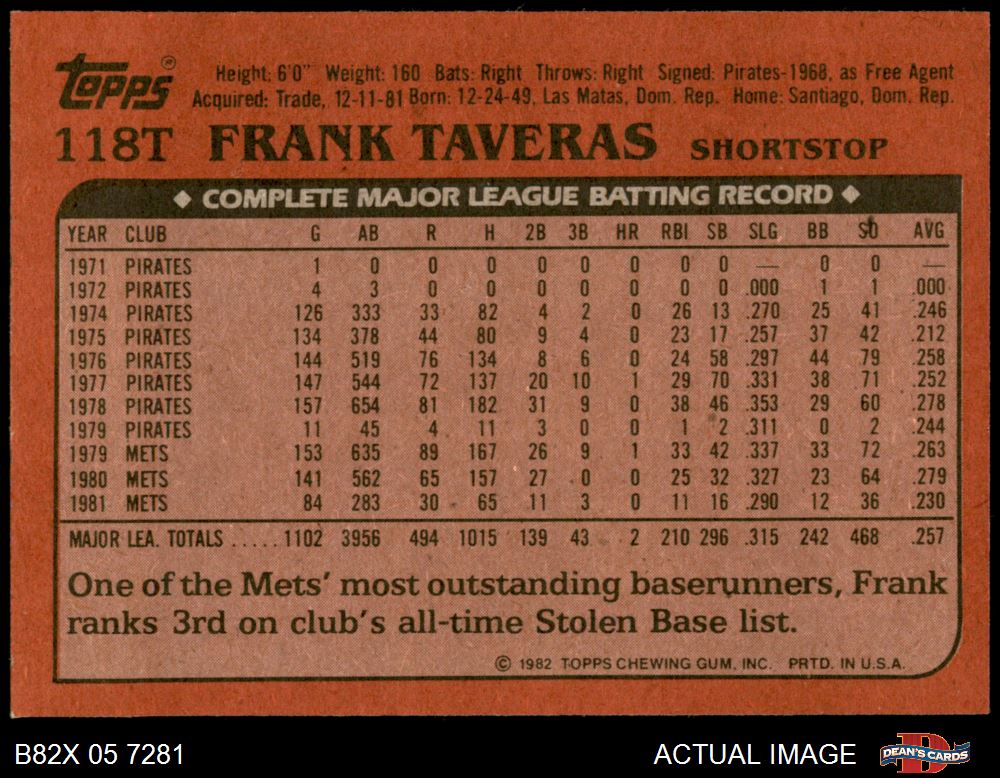 Topps®
Height: 6'0" Weight: 160 Bats: Right Throws: Right Signed: Pirates-1968, as Free Agent
Acquired: Trade, 12-11-81 Born: 12-24-49, Las Matas, Dom. Rep. Home: Santiago, Dom. Rep.
118T FRANK TAVERAS SHORTSTOP
◆ COMPLETE MAJOR LEAGUE BATTING RECORD ◆
YEAR CLUB G AB R H 2B 3B HR RBI SB SLG BB SO AVG
1971 PIRATES 1 0 0 0 0 0 0 0 0 — 0 0 —
1972 PIRATES 4 3 0 0 0 0 0 0 0 .000 1 1 .000
1974 PIRATES 126 333 33 82 4 2 0 26 13 .270 25 41 .246
1975 PIRATES 134 378 44 80 9 4 0 23 17 .257 37 42 .212
1976 PIRATES 144 519 76 134 8 6 0 24 58 .297 44 79 .258
1977 PIRATES 147 544 72 137 20 10 1 29 70 .331 38 71 .252
1978 PIRATES 157 654 81 182 31 9 0 38 46 .353 29 60 .278
1979 PIRATES 11 45 4 11 3 0 0 1 2 .311 0 2 .244
1979 METS 153 635 89 167 26 9 1 33 42 .337 33 72 .263
1980 METS 141 562 65 157 27 0 0 25 32 .327 23 64 .279
1981 METS 84 283 30 65 11 3 0 11 16 .290 12 36 .230
MAJOR LEA. TOTALS .....1102 3956 494 1015 139 43 2 210 296 .315 242 468 .257
One of the Mets' most outstanding baserunners, Frank
ranks 3rd on club's all-time Stolen Base list.
© 1982 TOPPS CHEWING GUM, INC. PRTD. IN U.S.A.
B82X 05 7281 ACTUAL IMAGE D DEAN'S CARDS